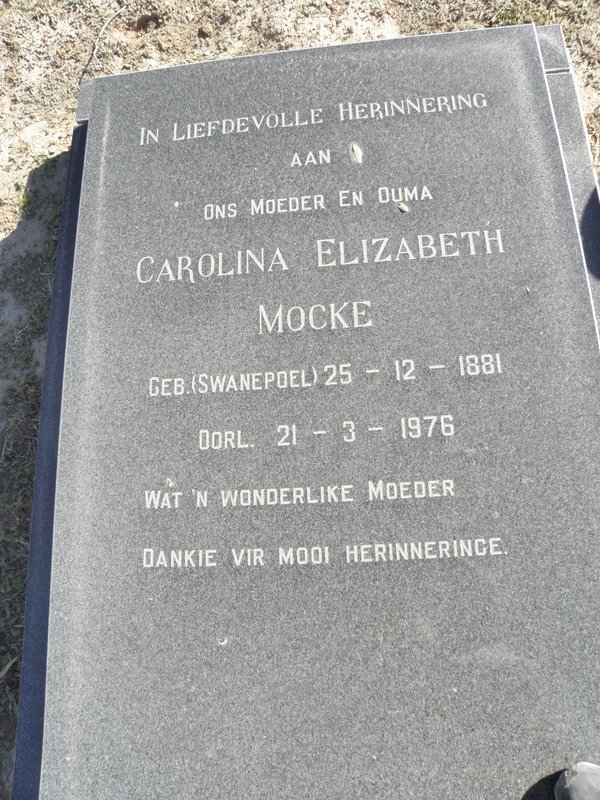 IN LIEFDEVOLLE HERINNERING
AAN
ONS MOEDER EN OUMA
CAROLINA ELIZABETH
MOCKE
GEB.(SWANEPOEL) 25 - 12 - 1881
OORL. 21 - 3 - 1976
WAT 'N WONDERLIKE MOEDER
DANKIE VIR MOOI HERINNERINGE.